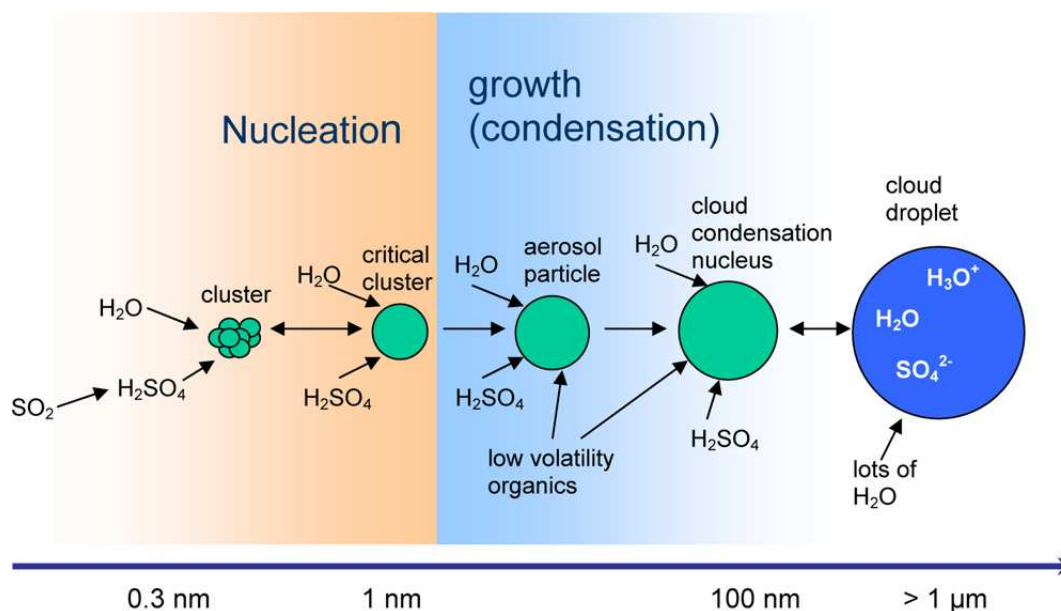 Nucleation
growth
(condensation)
H₂O
cluster
SO₂
H₂SO₄
H₂O
critical
cluster
H₂SO₄
H₂O
aerosol
particle
H₂SO₄
low volatility
organics
H₂O
cloud
condensation
nucleus
H₂SO₄
cloud
droplet
H₃O⁺
H₂O
SO₄²⁻
lots of
H₂O
0.3 nm
1 nm
100 nm
> 1 µm